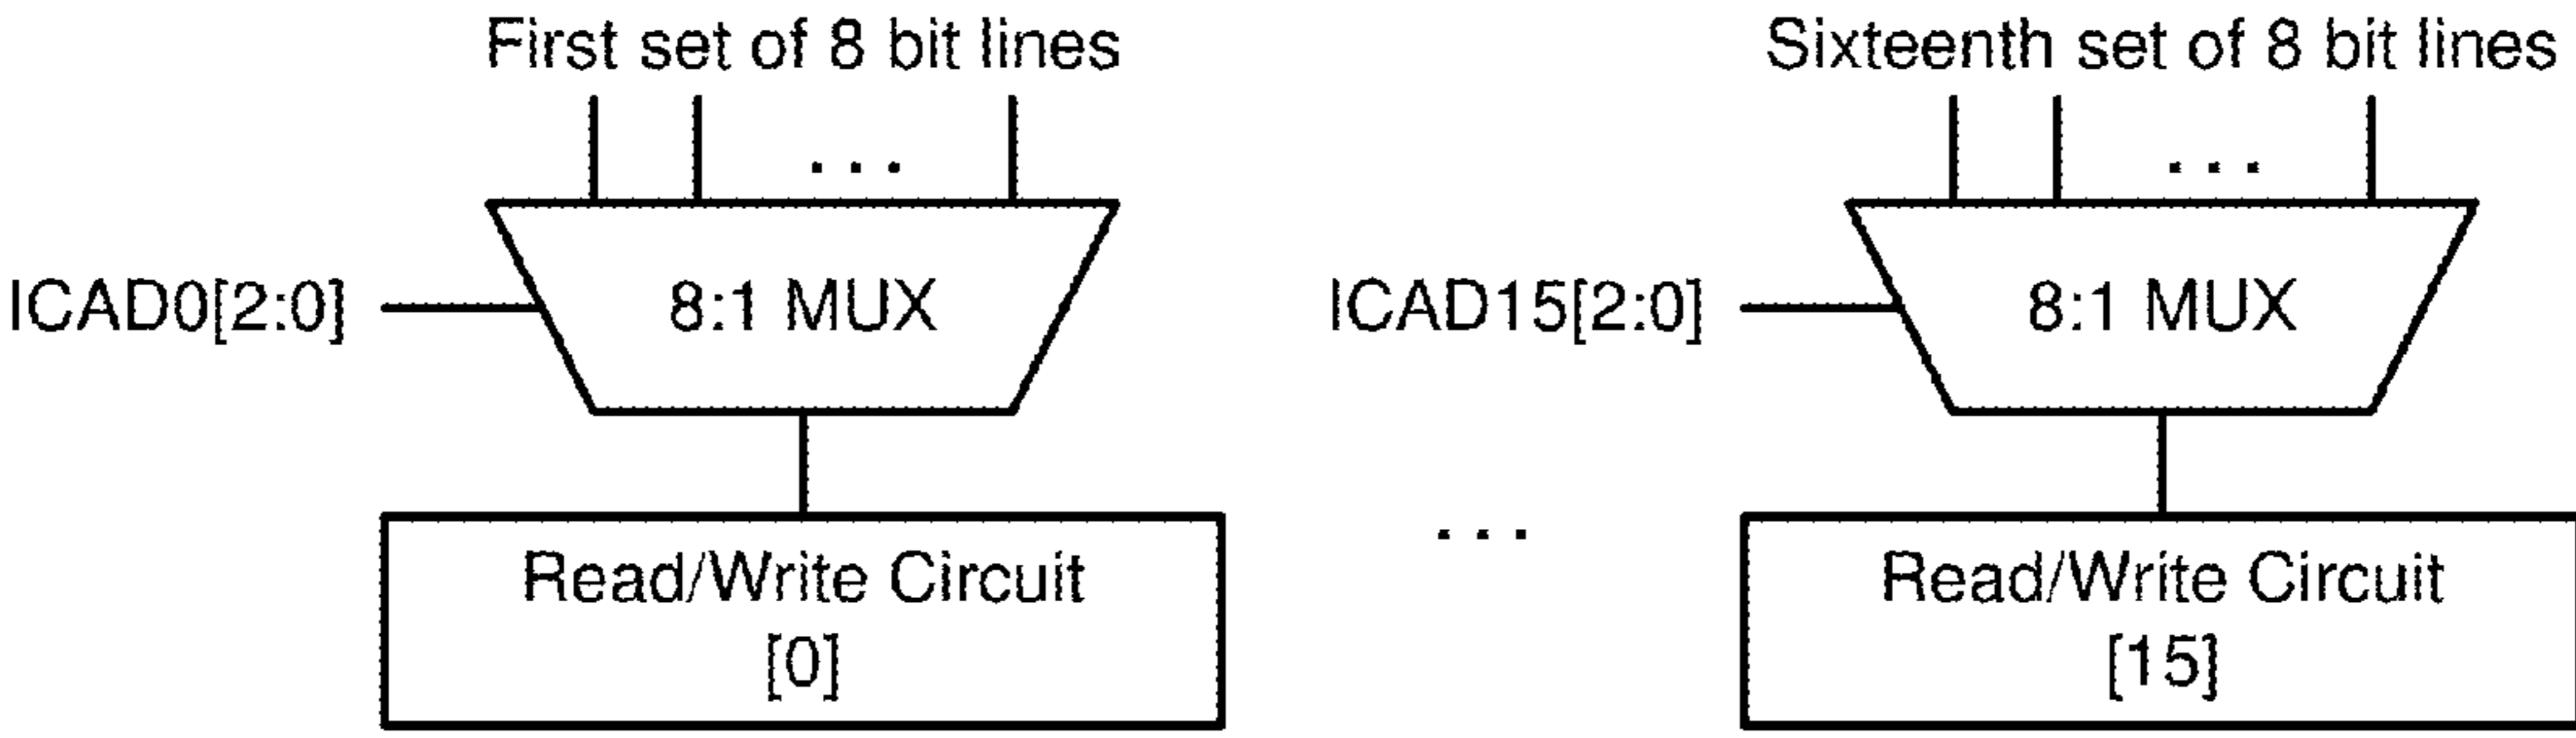 First set of 8 bit lines
Sixteenth set of 8 bit lines
. . .
. . .
ICAD0[2:0]
8:1 MUX
ICAD15[2:0]
8:1 MUX
. . .
Read/Write Circuit
[0]
Read/Write Circuit
[15]